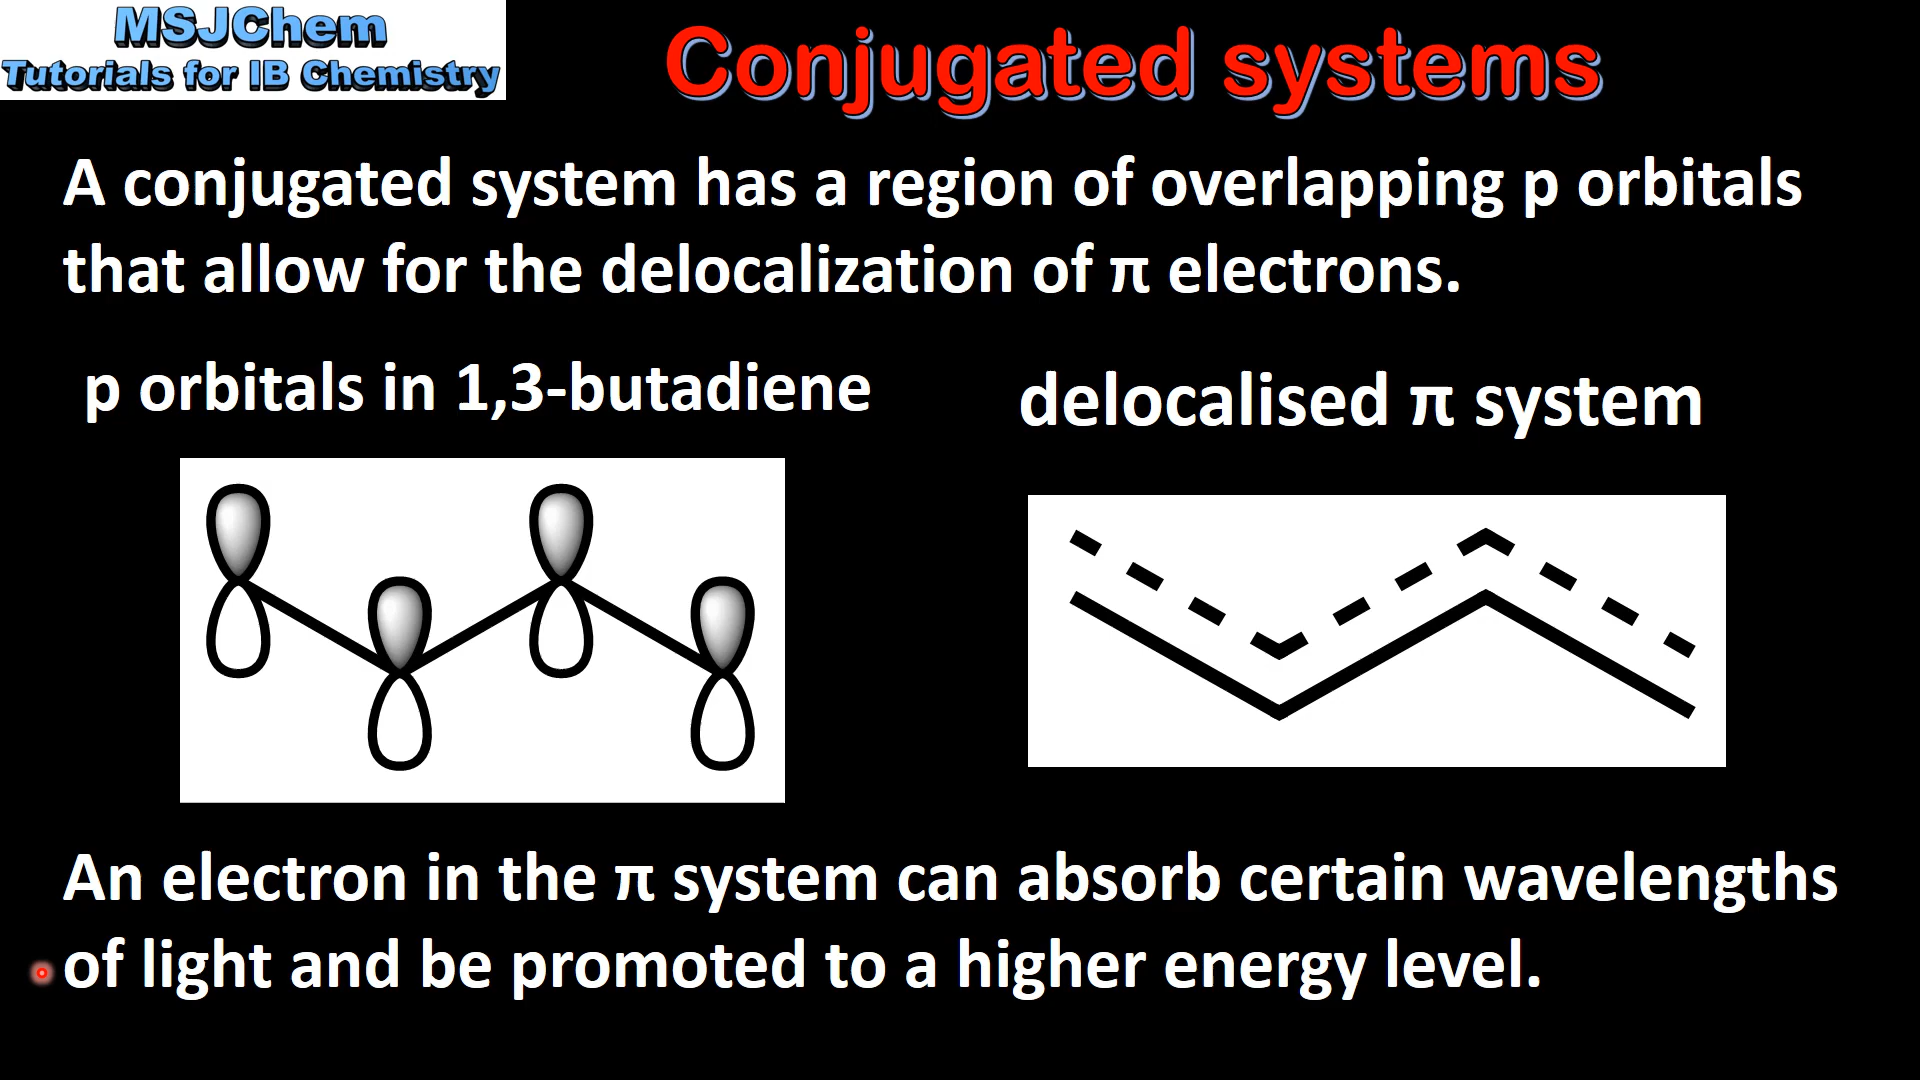 MSJChem
Tutorials for IB Chemistry
Conjugated systems
A conjugated system has a region of overlapping p orbitals
that allow for the delocalization of π electrons.
p orbitals in 1,3-butadiene
delocalised π system
An electron in the π system can absorb certain wavelengths
of light and be promoted to a higher energy level.